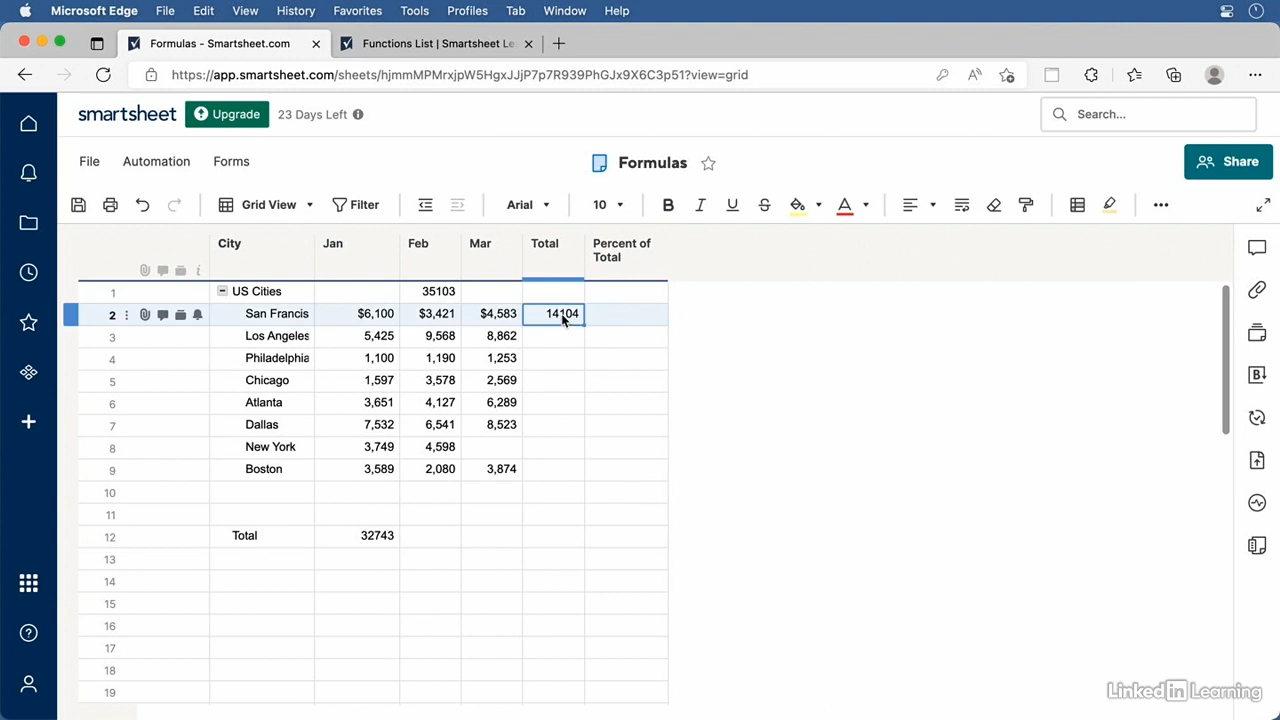 Microsoft Edge File Edit View History Favorites Tools Profiles Tab Window Help
Formulas - Smartsheet.com Functions List | Smartsheet Le
https://app.smartsheet.com/sheets/hjmmMPMrxjpW5HgxJJjP7p7R939PhGJx9X6C3p51?view=grid
smartsheet Upgrade 23 Days Left Search...
File Automation Forms Formulas Share
Grid View Filter Arial 10 B I U S A
City Jan Feb Mar Total Percent of Total
1 US Cities 35103
2 San Francis $6,100 $3,421 $4,583 14104
3 Los Angeles 5,425 9,568 8,862
4 Philadelphia 1,100 1,190 1,253
5 Chicago 1,597 3,578 2,569
6 Atlanta 3,651 4,127 6,289
7 Dallas 7,532 6,541 8,523
8 New York 3,749 4,598
9 Boston 3,589 2,080 3,874
10
11
12 Total 32743
13
14
15
16
17
18
19
LinkedIn Learning